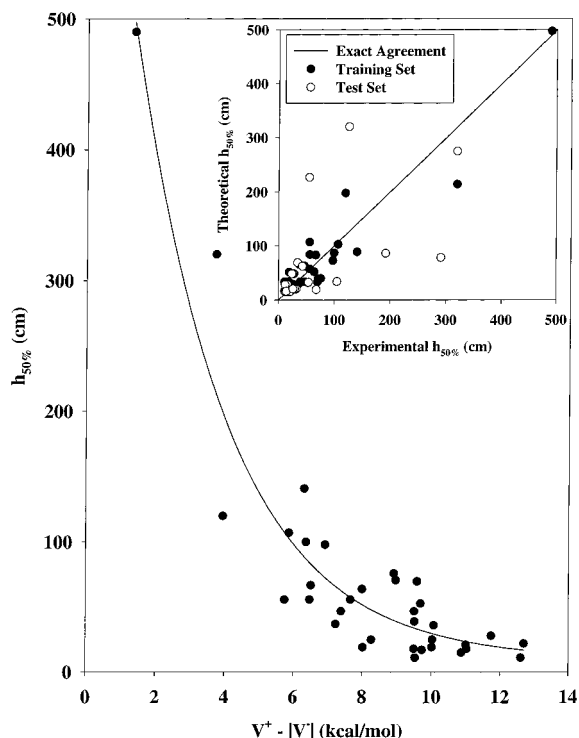 500
400
300
200
100
0
h50% (cm)
0 2 4 6 8 10 12 14
V+ - |V-| (kcal/mol)
500
400
300
200
100
0
Theoretical h50% (cm)
Exact Agreement
Training Set
Test Set
0 100 200 300 400 500
Experimental h50% (cm)